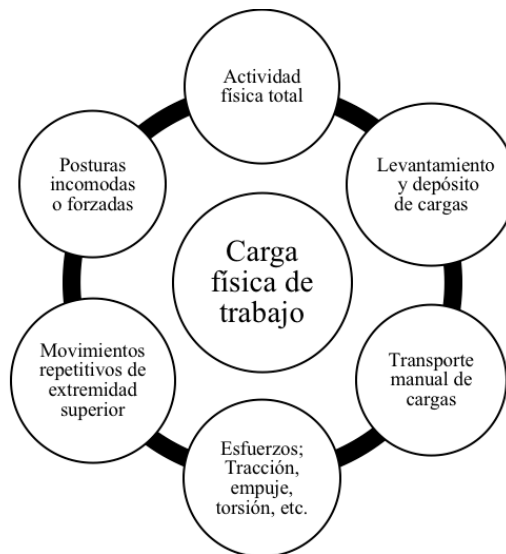 Actividad
física total
Levantamiento
y depósito
de cargas
Transporte
manual de
cargas
Esfuerzos;
Tracción,
empuje,
torsión, etc.
Movimientos
repetitivos de
extremidad
superior
Posturas
incomodas
o forzadas
Carga
física de
trabajo